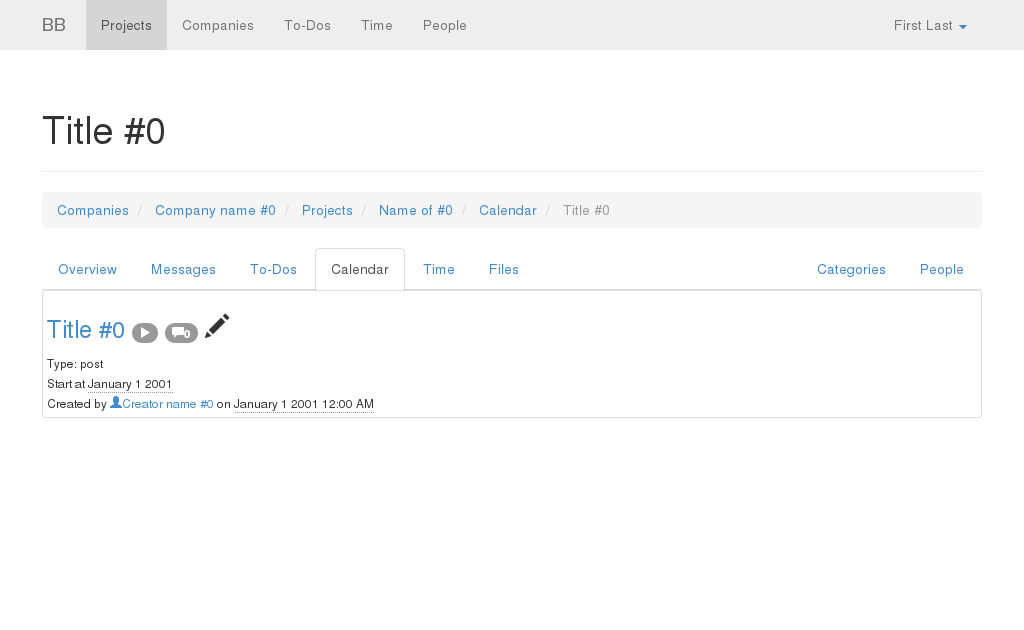 BB Projects Companies To-Dos Time People First Last
Title #0
Companies / Company name #0 / Projects / Name of #0 / Calendar / Title #0
Overview Messages To-Dos Calendar Time Files Categories People
Title #0 0
Type: post
Start at January 1 2001
Created by Creator name #0 on January 1 2001 12:00 AM